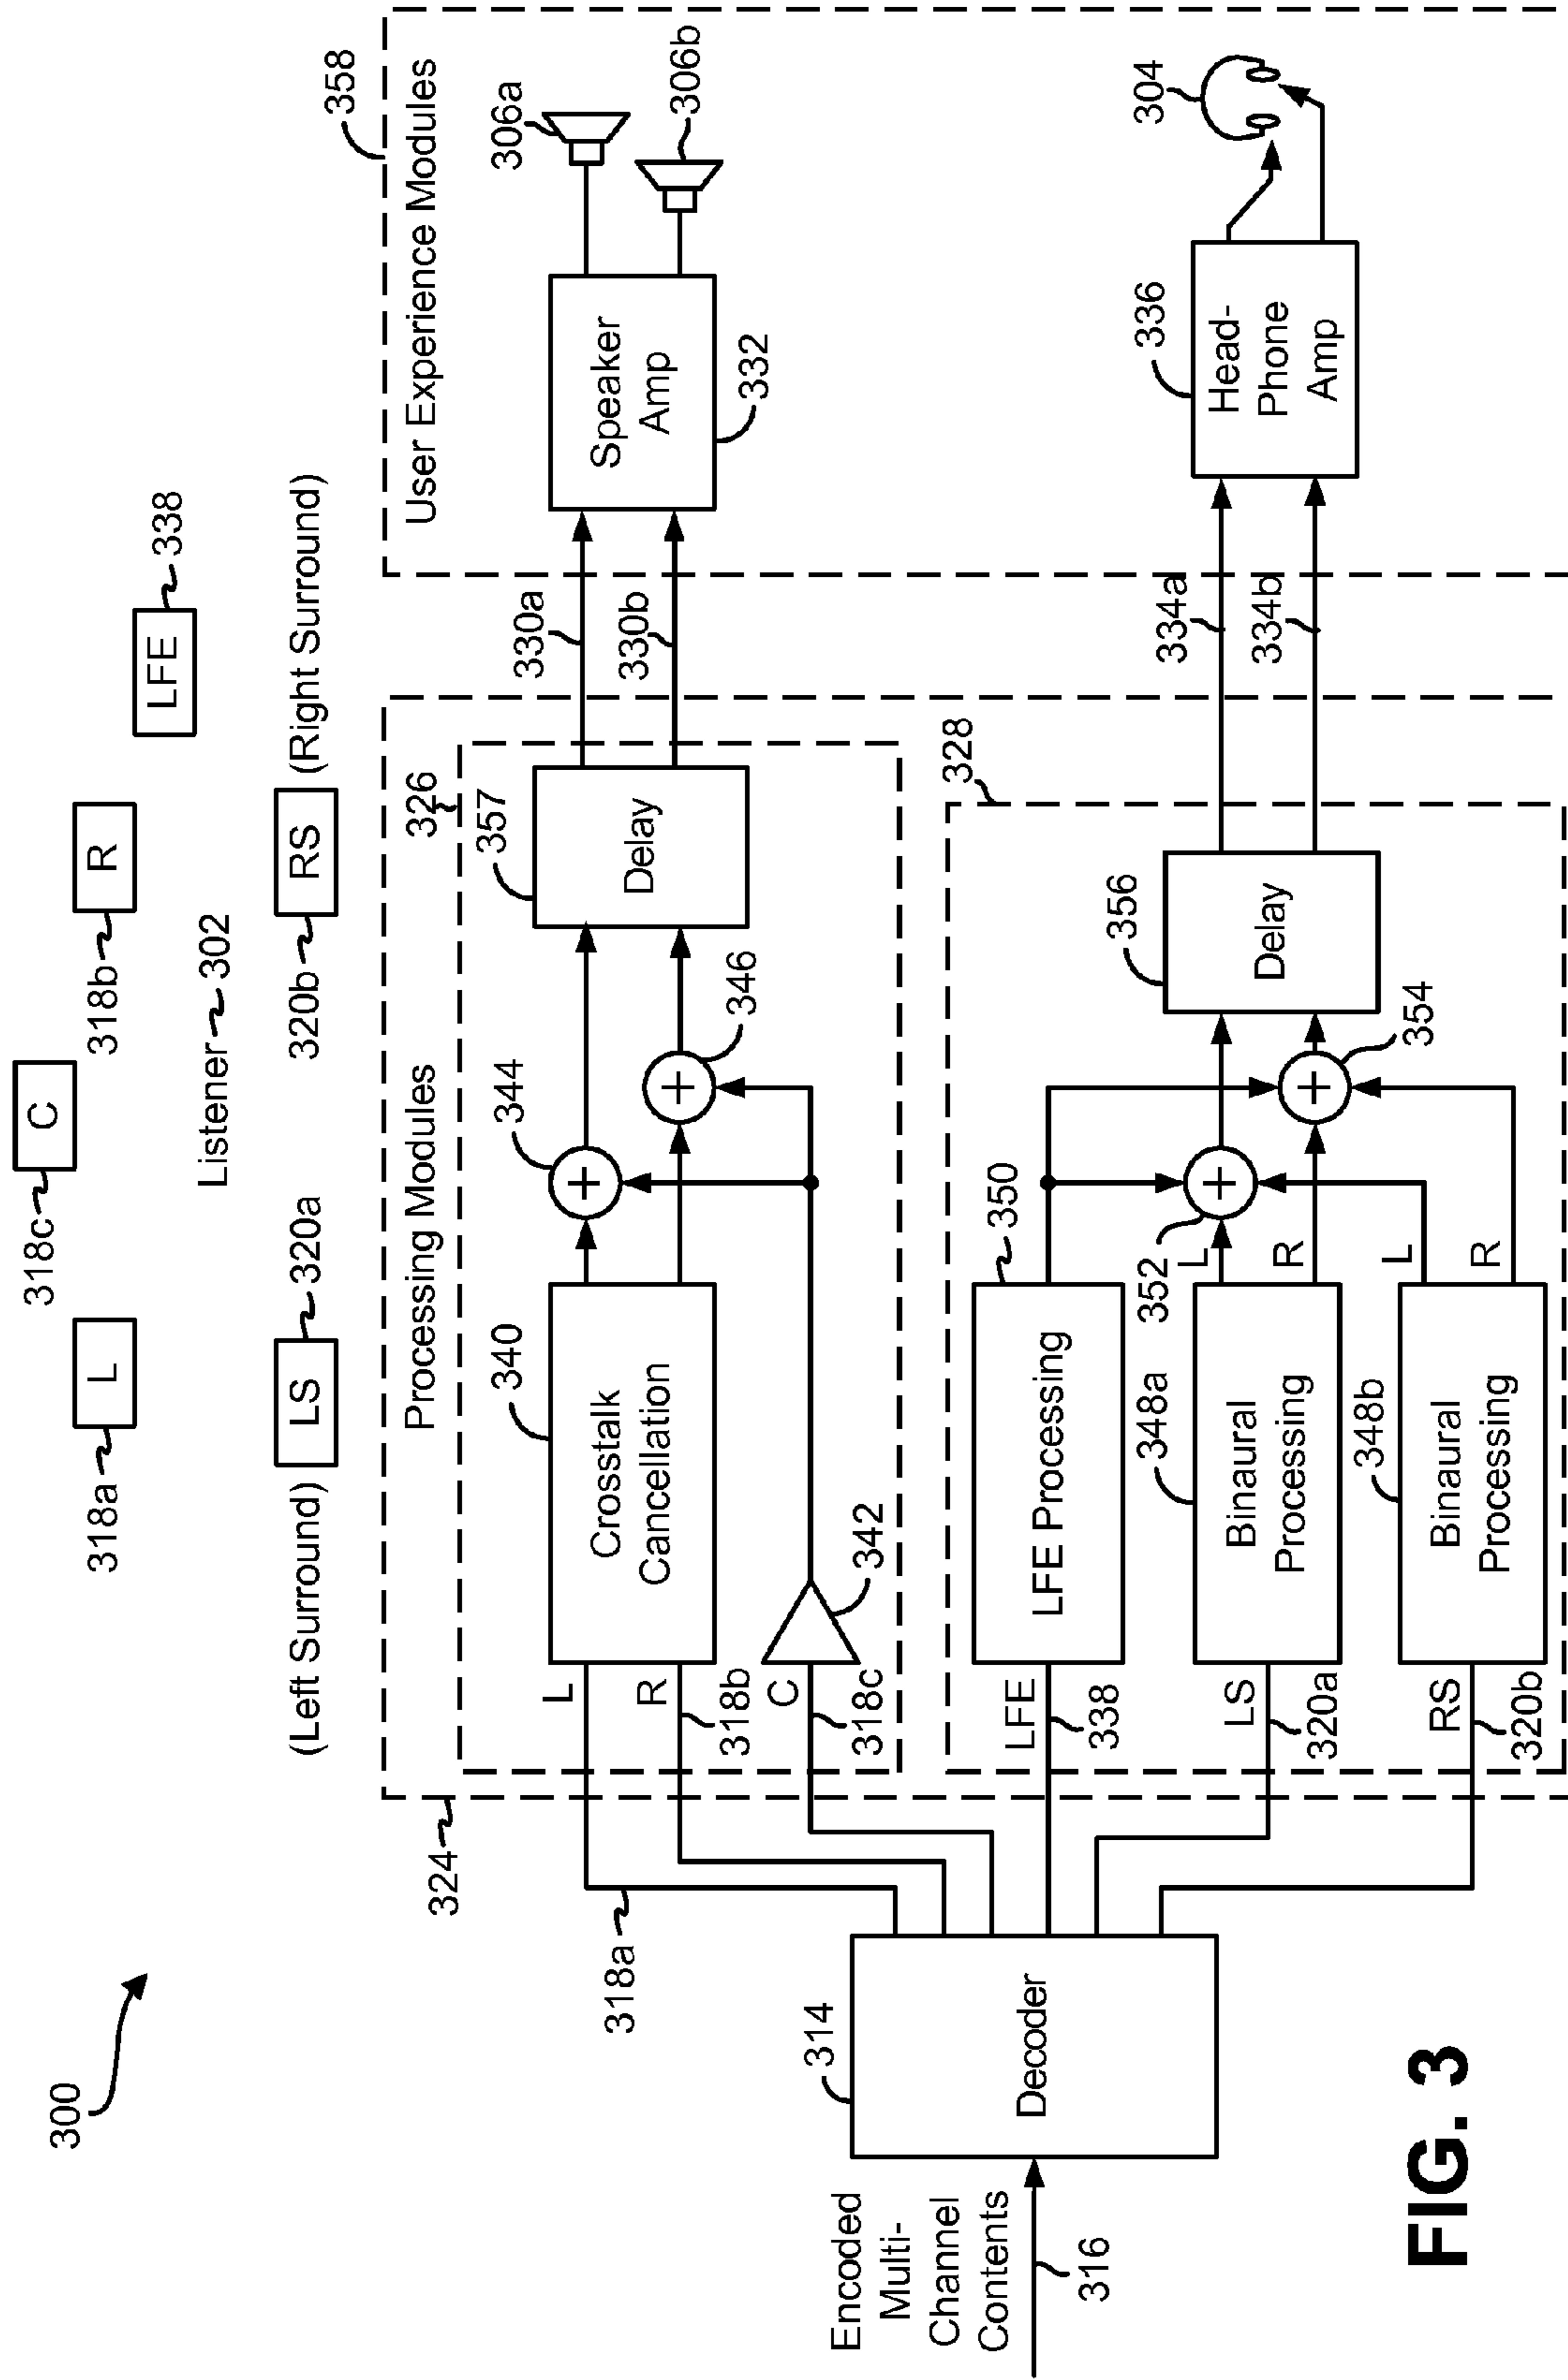 300
318c
C
318a
L
318b
R
LFE
338
Listener
302
(Left Surround)
LS
320a
320b
RS
(Right Surround)
324
Processing Modules
326
358
User Experience Modules
318a
L
R
318b
C
318c
340
Crosstalk
Cancellation
342
344
346
357
Delay
330a
330b
Speaker
Amp
332
306a
306b
314
Decoder
Encoded
Multi-
Channel
Contents
316
328
LFE
338
LFE Processing
350
LS
320a
348a
Binaural
Processing
L
R
352
RS
320b
348b
Binaural
Processing
L
R
354
356
Delay
334a
334b
336
Head-
Phone
Amp
304
FIG. 3